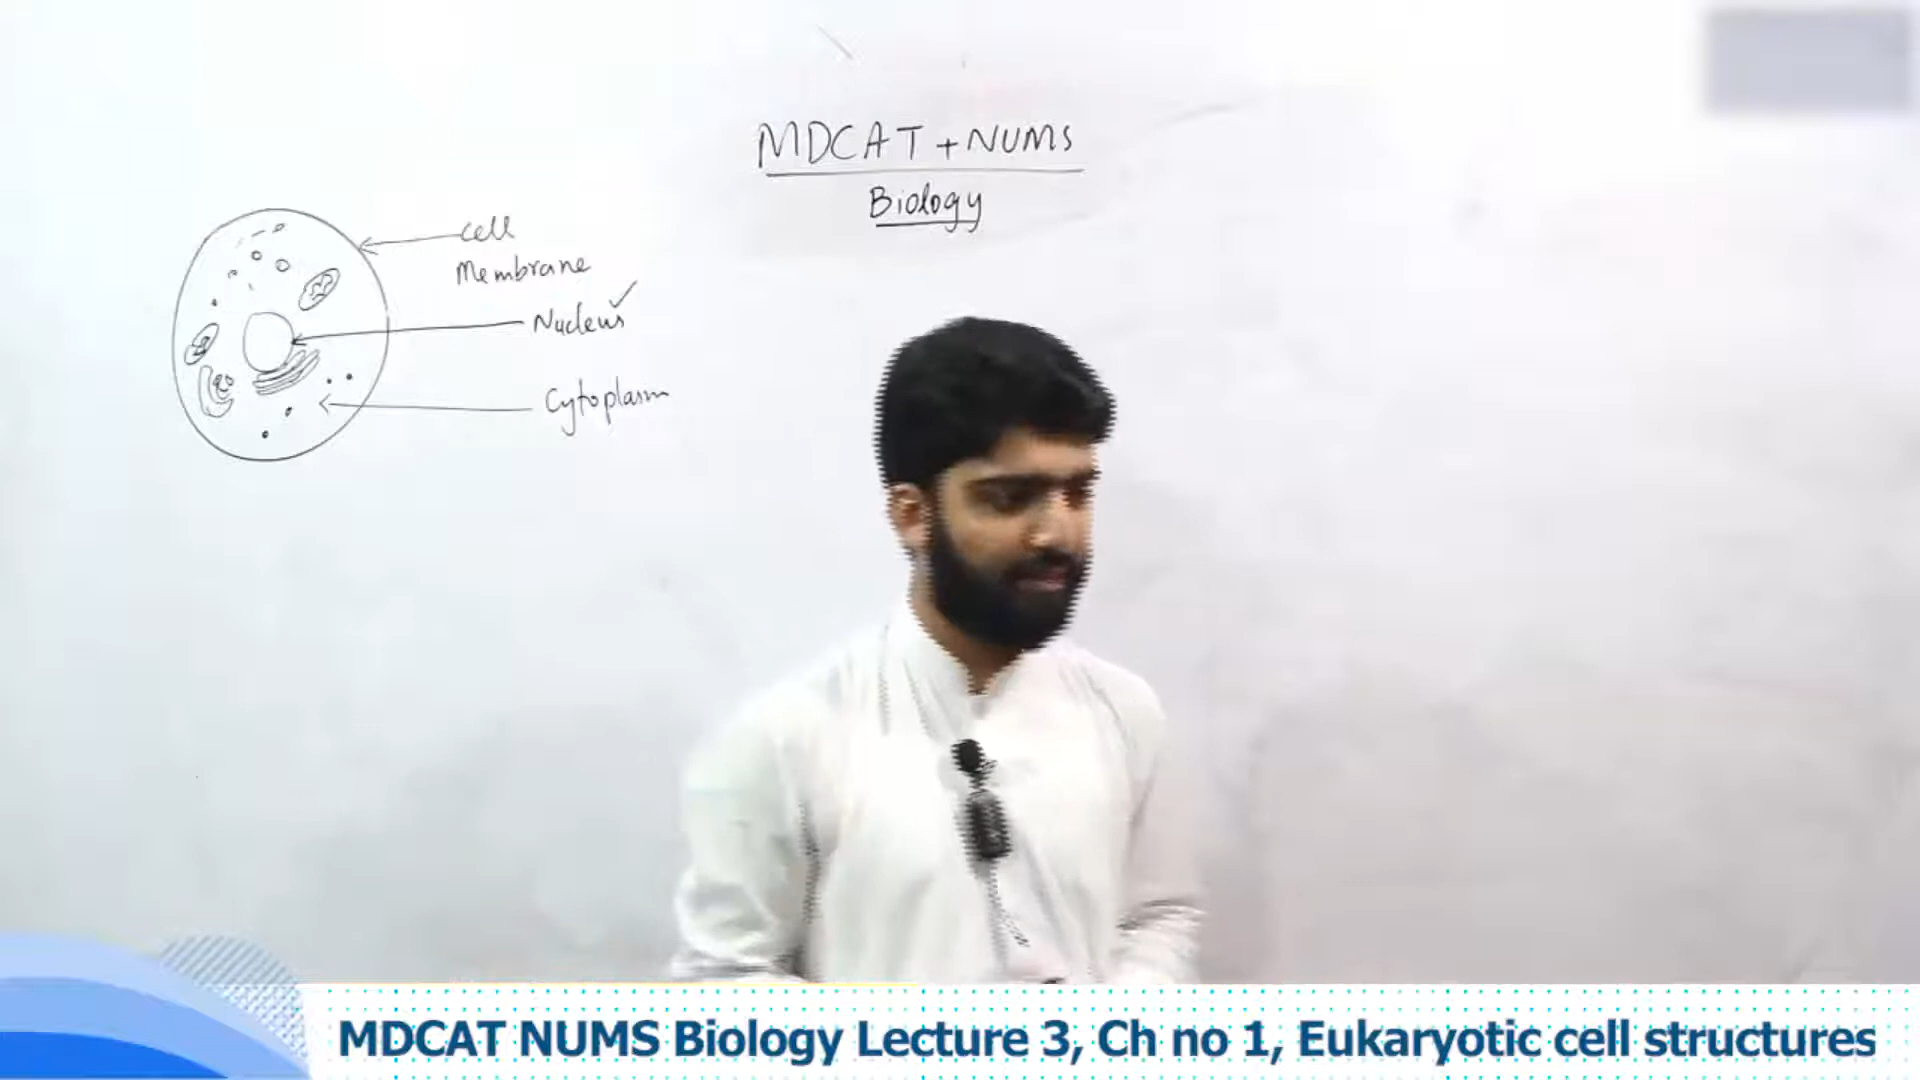 MDCAT + NUMS
Biology
Cell
Membrane
Nucleus
Cytoplasm
MDCAT NUMS Biology Lecture 3, Ch no 1, Eukaryotic cell structures